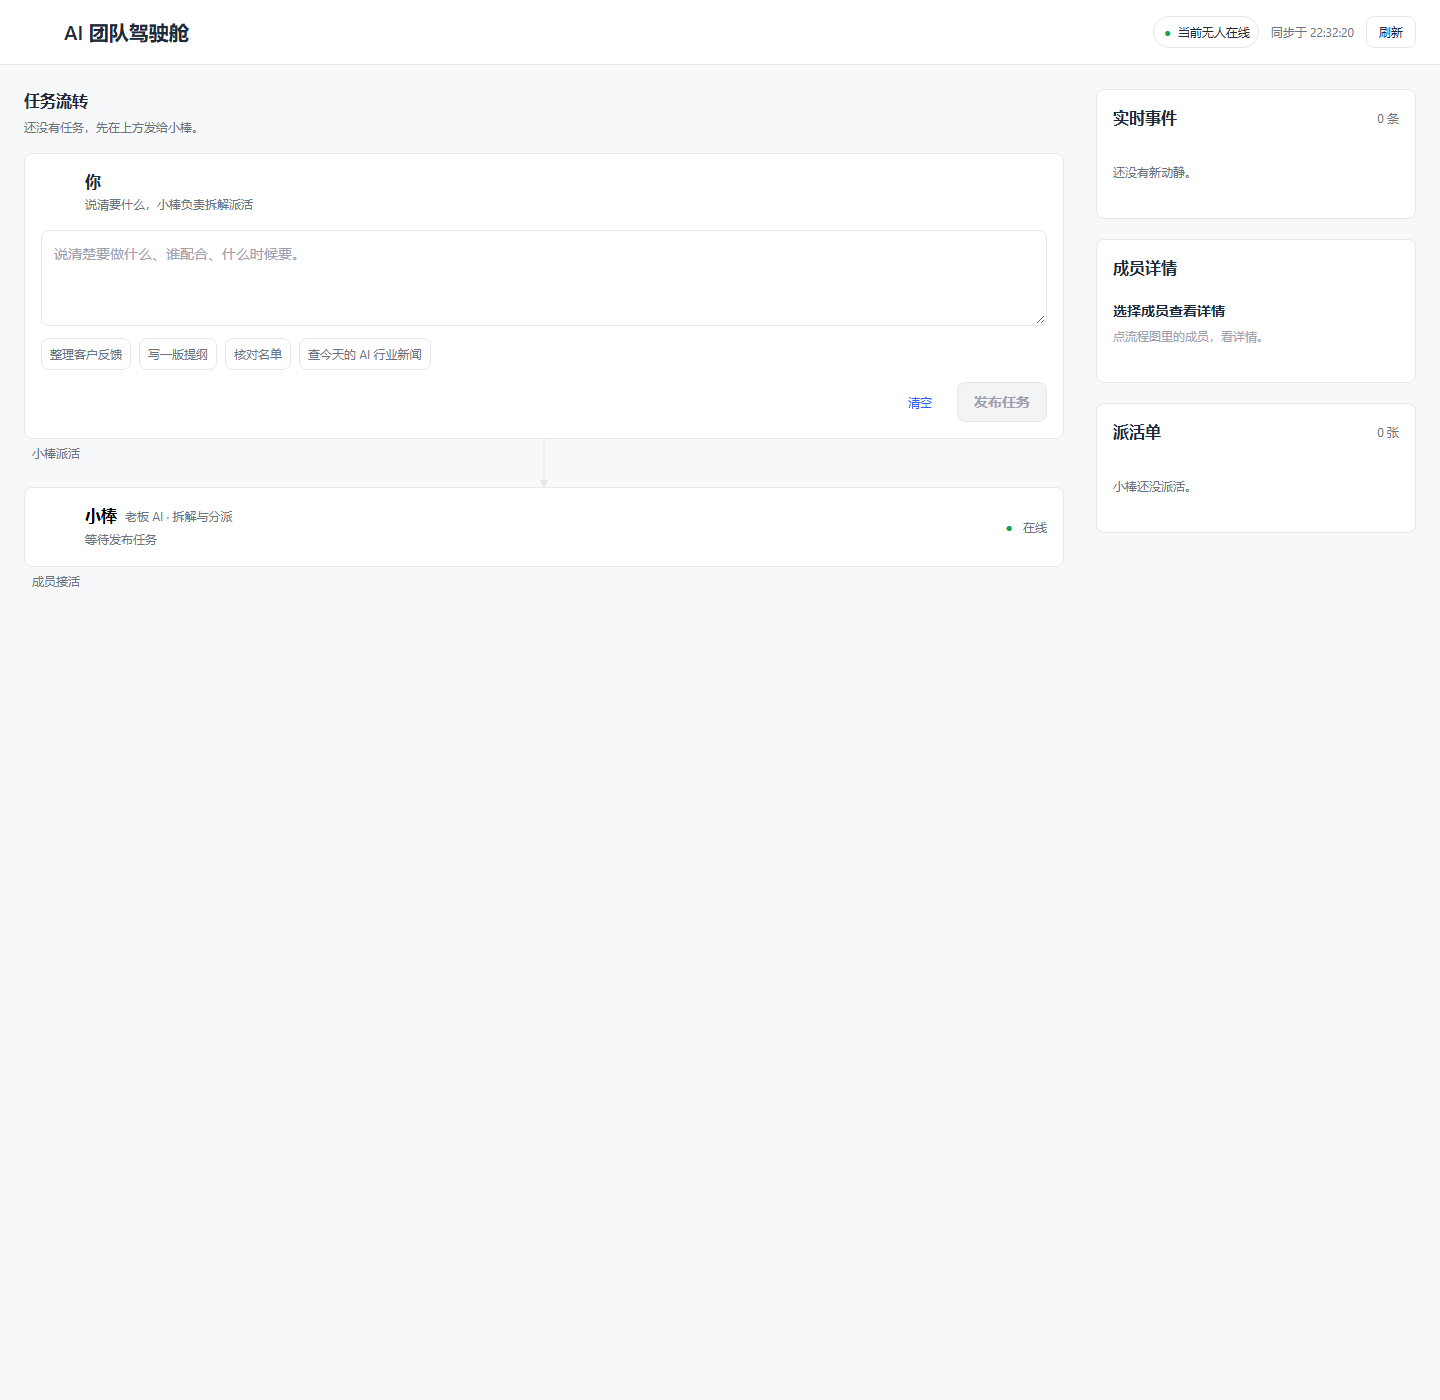 AI 团队驾驶舱
当前无人在线
同步于 22:32:20
刷新
任务流转
还没有任务，先在上方发给小棒。
你
说清要什么，小棒负责拆解派活
说清楚要做什么、谁配合、什么时候要。
整理客户反馈
写一版提纲
核对名单
查今天的 AI 行业新闻
清空
发布任务
小棒派活
小棒 老板 AI · 拆解与分派
等待发布任务
在线
成员接活
实时事件
0 条
还没有新动静。
成员详情
选择成员查看详情
点流程图里的成员，看详情。
派活单
0 张
小棒还没派活。